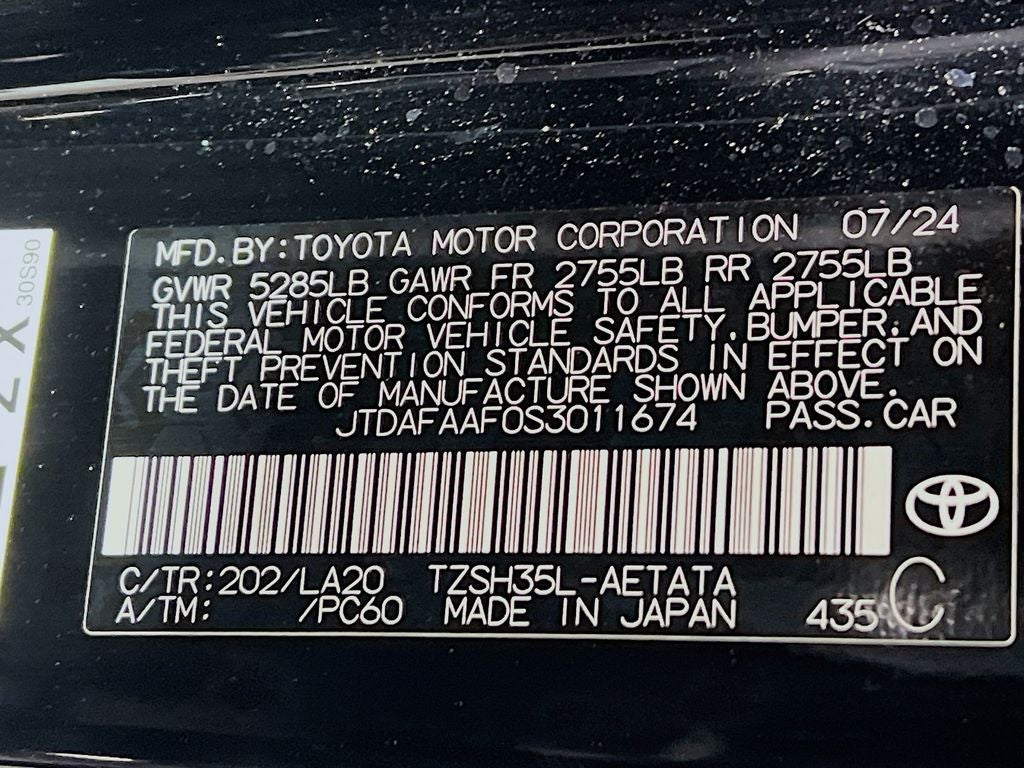 MFD. BY: TOYOTA MOTOR CORPORATION 07/24
GVWR 5285LB GAWR FR 2755LB RR 2755LB
THIS VEHICLE CONFORMS TO ALL APPLICABLE
FEDERAL MOTOR VEHICLE SAFETY, BUMPER, AND
THEFT PREVENTION STANDARDS IN EFFECT ON
THE DATE OF MANUFACTURE SHOWN ABOVE.
JTDAFAAF0S3011674 PASS. CAR
C/TR: 202/LA20 TZSH35L-AETATA C
A/TM: /PC60 MADE IN JAPAN 435
30S90